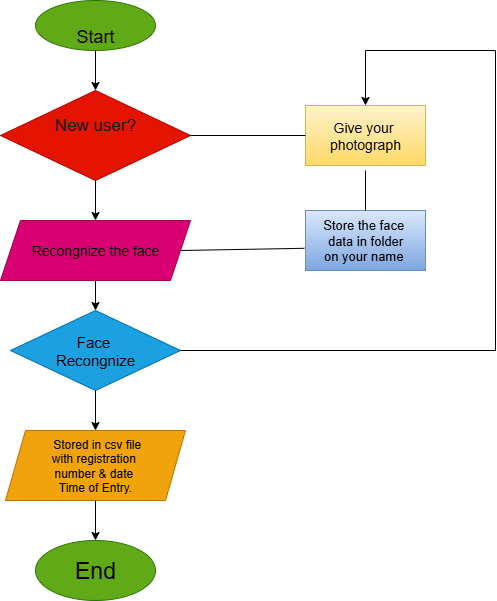 Start
New user?
Give your
photograph
Recongnize the face
Store the face
data in folder
on your name
Face
Recongnize
Stored in csv file
with registration
number & date
Time of Entry.
End